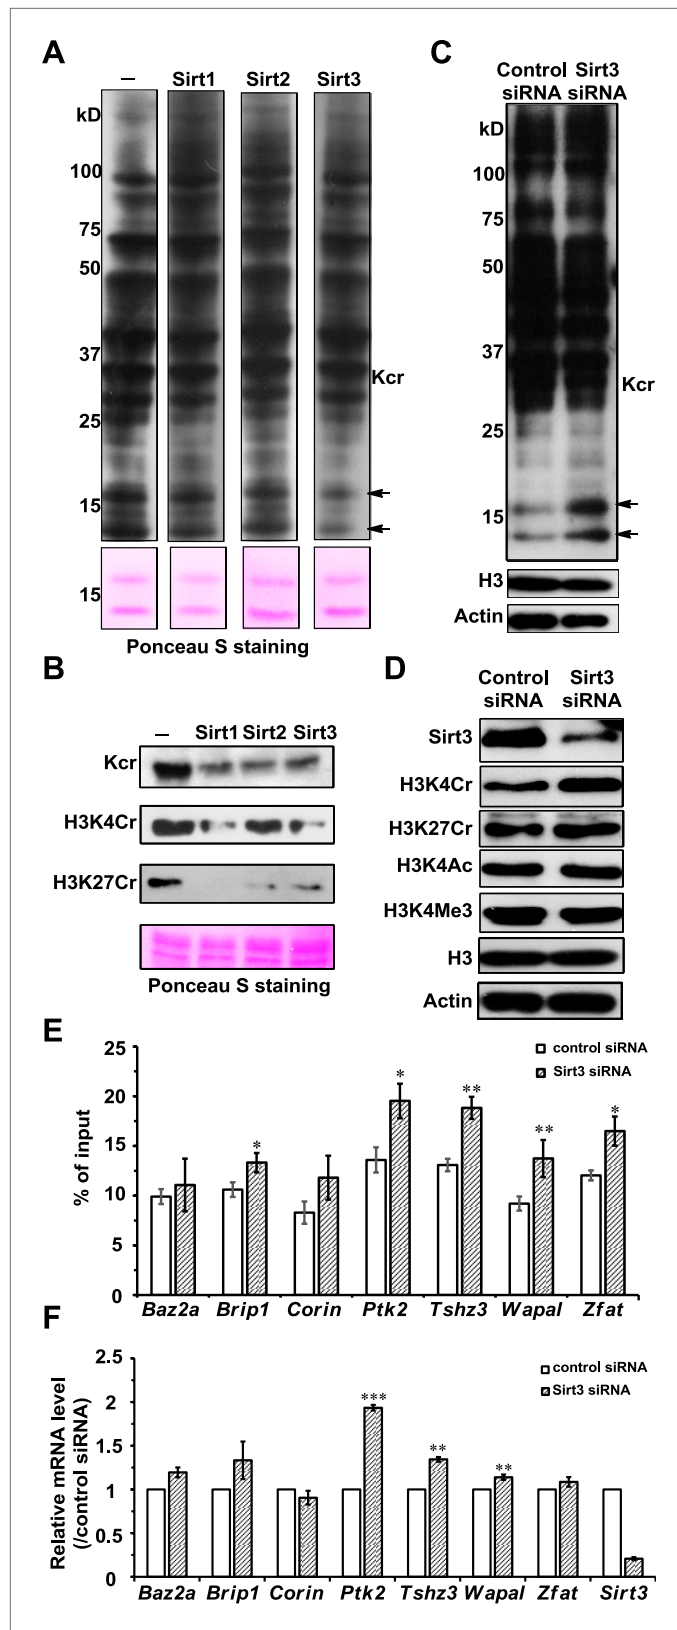 A
— Sirt1 Sirt2 Sirt3
kD
100
75
50
37
25
15
Kcr
15
Ponceau S staining
B
— Sirt1 Sirt2 Sirt3
Kcr
H3K4Cr
H3K27Cr
Ponceau S staining
C
Control Sirt3
siRNA siRNA
kD
100
75
50
37
25
15
Kcr
H3
Actin
D
Control Sirt3
siRNA siRNA
Sirt3
H3K4Cr
H3K27Cr
H3K4Ac
H3K4Me3
H3
Actin
E
% of input
25
20
15
10
5
0
control siRNA
Sirt3 siRNA
* * ** ** *
Baz2a Brip1 Corin Ptk2 Tshz3 Wapal Zfat
F
Relative mRNA level
(/control siRNA)
2.5
2
1.5
1
0.5
0
control siRNA
Sirt3 siRNA
*** ** **
Baz2a Brip1 Corin Ptk2 Tshz3 Wapal Zfat Sirt3